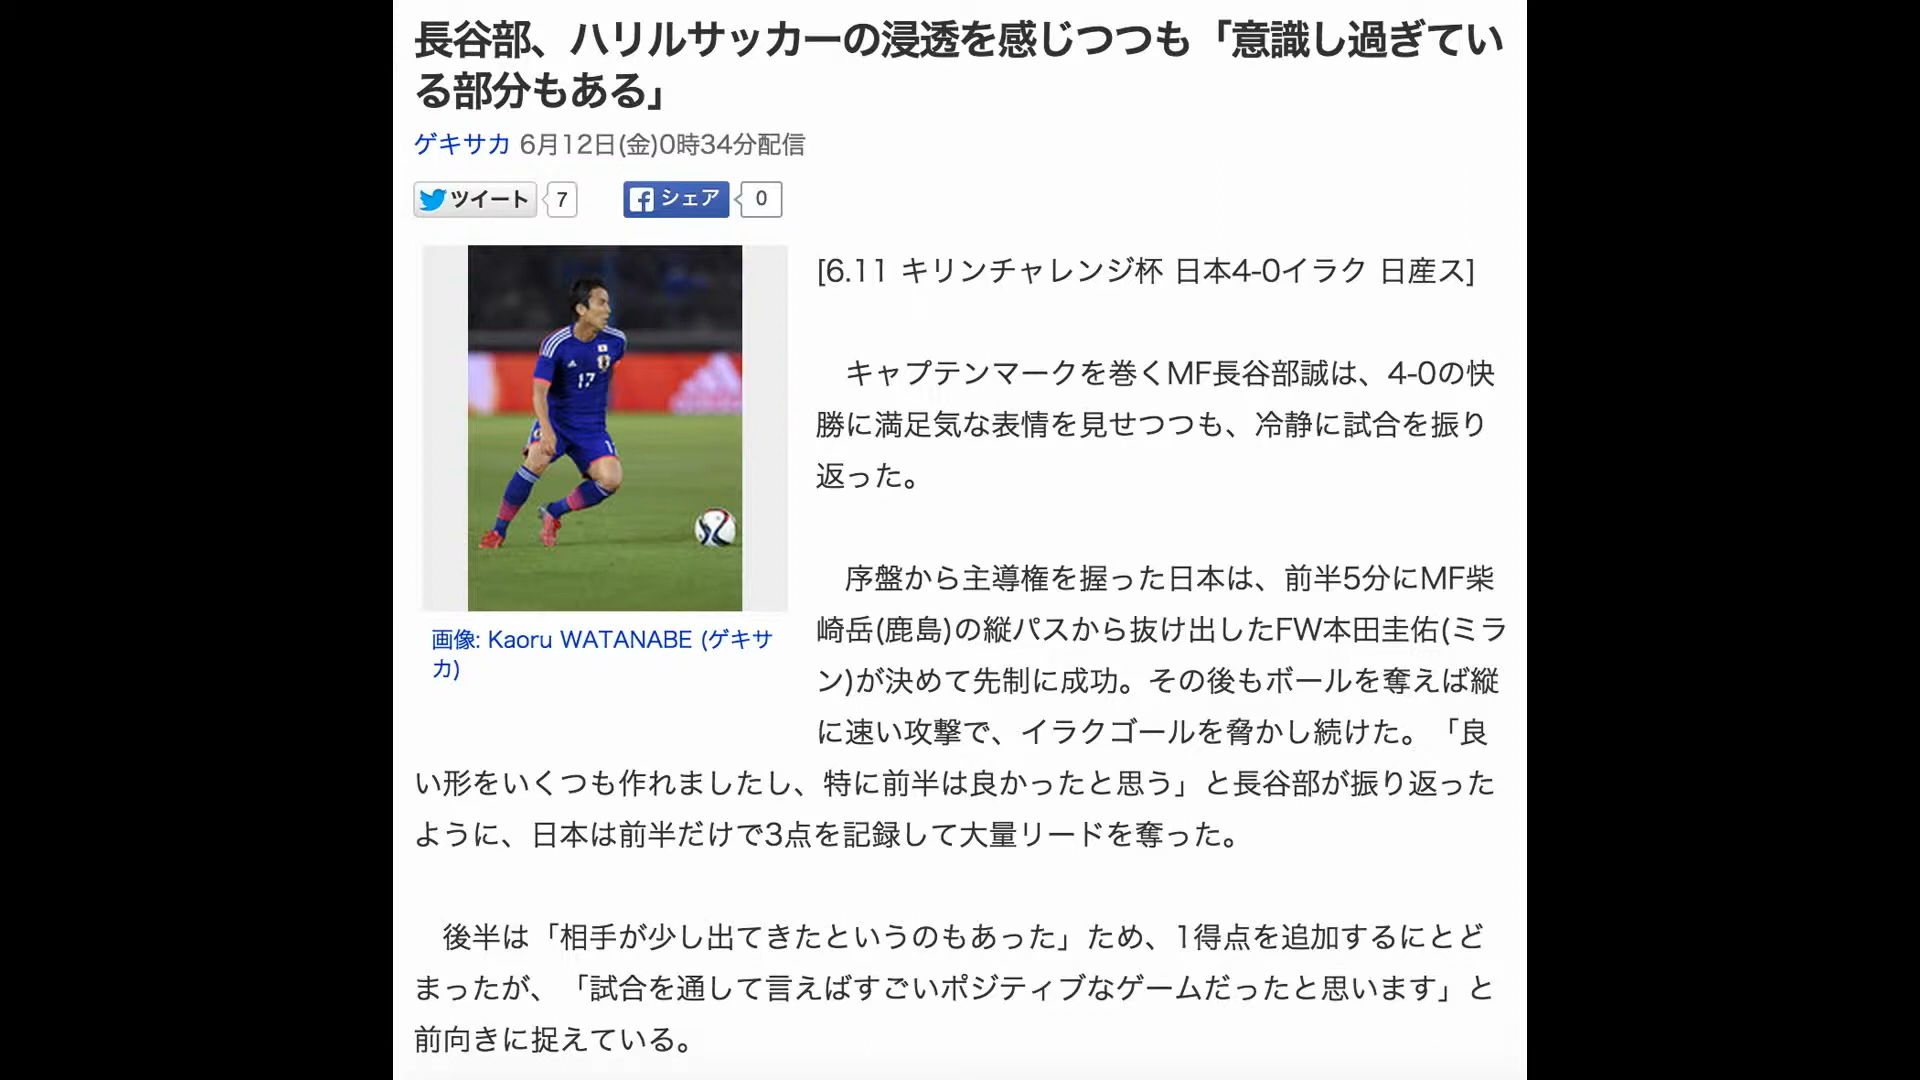 長谷部、ハリルサッカーの浸透を感じつつも「意識し過ぎてい
る部分もある」
ゲキサカ 6月12日(金)0時34分配信
ツイート 7 シェア 0
[6.11 キリンチャレンジ杯 日本4-0イラク 日産ス]
キャプテンマークを巻くMF長谷部誠は、4-0の快
勝に満足気な表情を見せつつも、冷静に試合を振り
返った。
17
画像: Kaoru WATANABE (ゲキサ
カ)
序盤から主導権を握った日本は、前半5分にMF柴
崎岳(鹿島)の縦パスから抜け出したFW本田圭佑(ミラ
ン)が決めて先制に成功。その後もボールを奪えば縦
に速い攻撃で、イラクゴールを脅かし続けた。「良
い形をいくつも作れましたし、特に前半は良かったと思う」と長谷部が振り返った
ように、日本は前半だけで3点を記録して大量リードを奪った。
後半は「相手が少し出てきたというのもあった」ため、1得点を追加するにとど
まったが、「試合を通して言えばすごいポジティブなゲームだったと思います」と
前向きに捉えている。